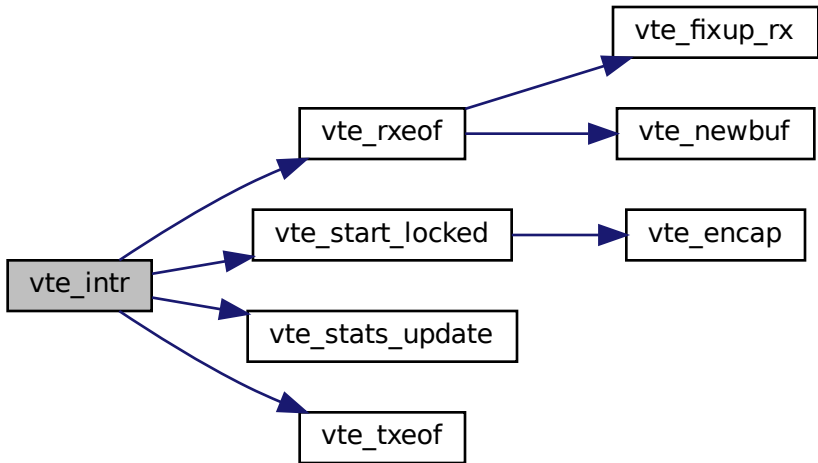 vte_fixup_rx
vte_rxeof
vte_newbuf
vte_start_locked
vte_encap
vte_intr
vte_stats_update
vte_txeof